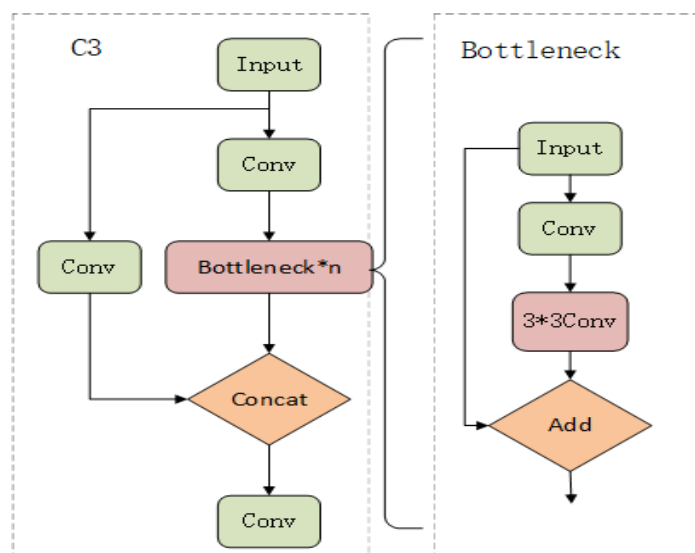 C3
Input
Conv
Conv
Bottleneck*n
Concat
Conv
Bottleneck
Input
Conv
3*3Conv
Add